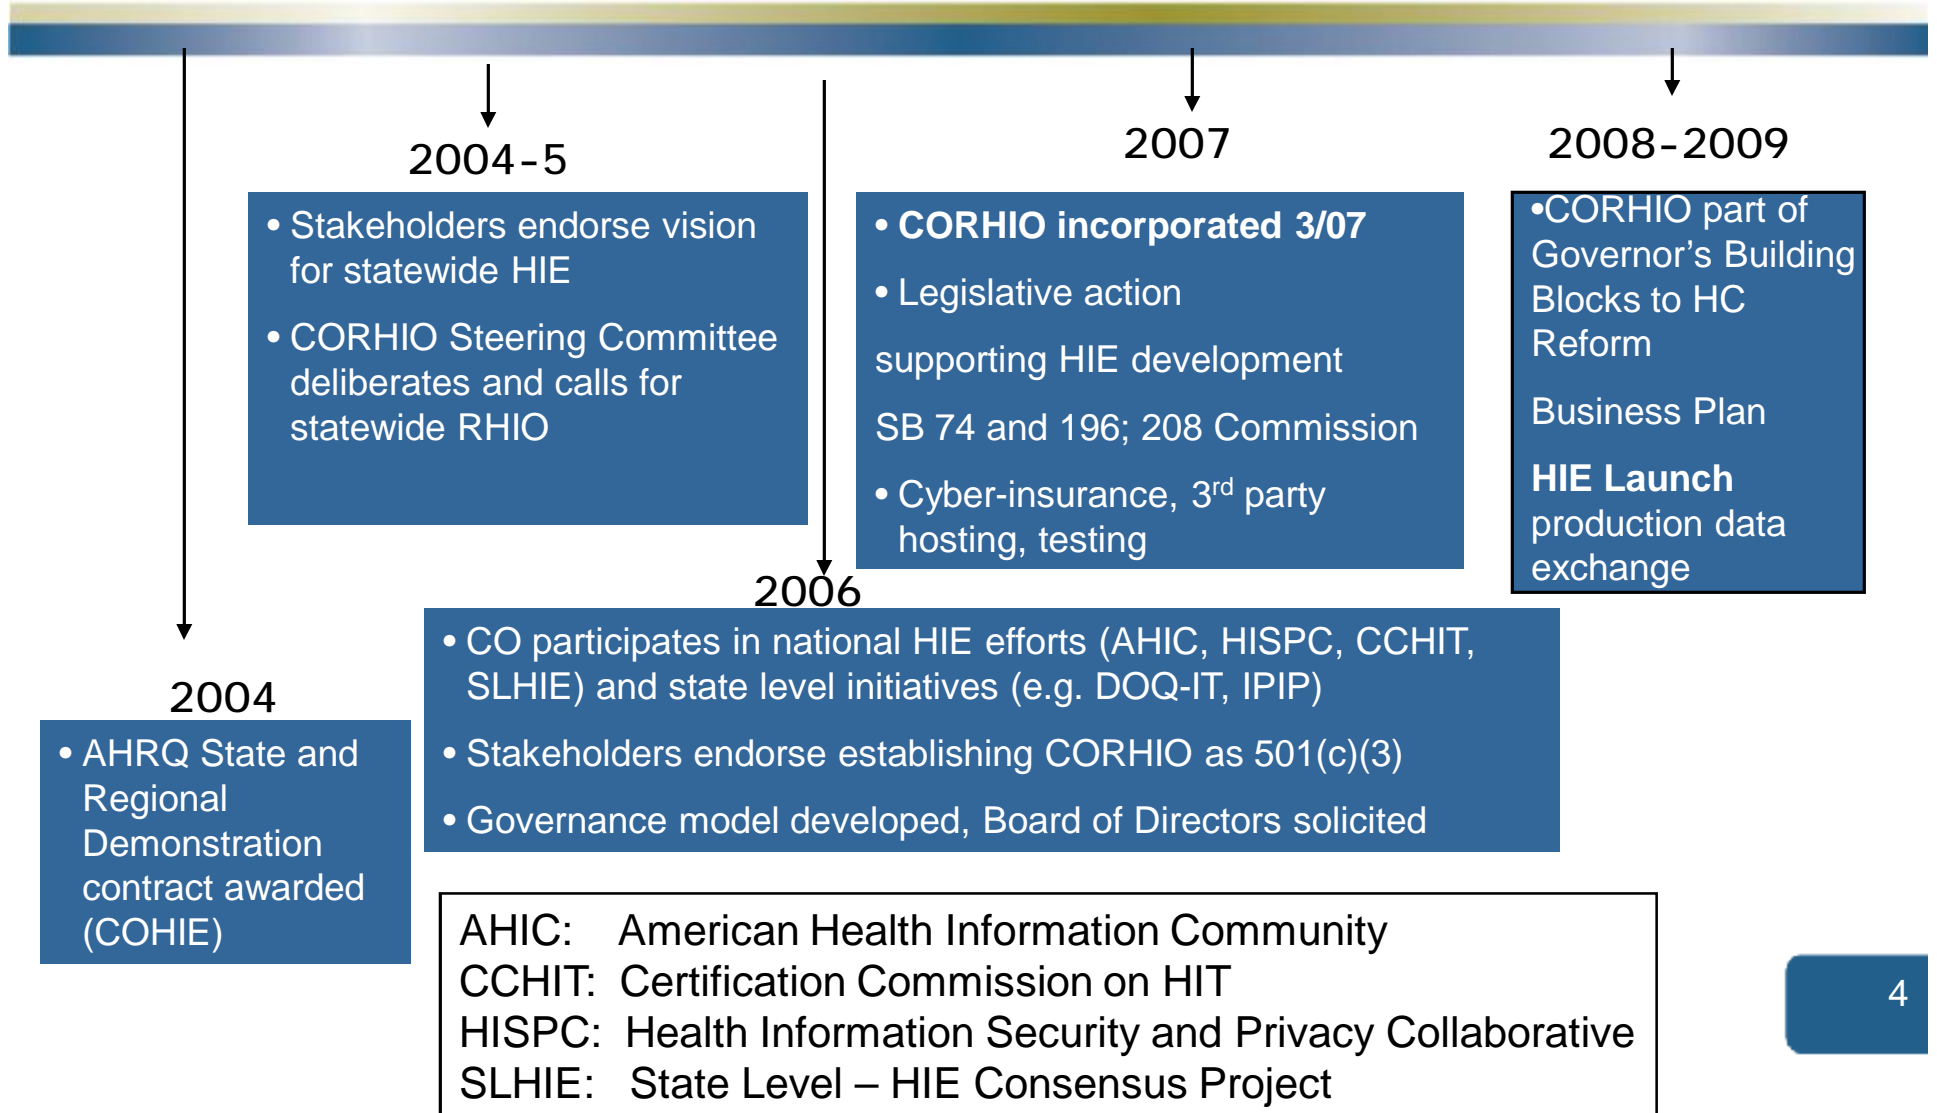 2004-5
• Stakeholders endorse vision
for statewide HIE
• CORHIO Steering Committee
deliberates and calls for
statewide RHIO
2007
• CORHIO incorporated 3/07
• Legislative action
supporting HIE development
SB 74 and 196; 208 Commission
• Cyber-insurance, 3rd party
hosting, testing
2008-2009
•CORHIO part of
Governor’s Building
Blocks to HC
Reform
Business Plan
HIE Launch
production data
exchange
2006
• CO participates in national HIE efforts (AHIC, HISPC, CCHIT,
SLHIE) and state level initiatives (e.g. DOQ-IT, IPIP)
• Stakeholders endorse establishing CORHIO as 501(c)(3)
• Governance model developed, Board of Directors solicited
2004
• AHRQ State and
Regional
Demonstration
contract awarded
(COHIE)
AHIC: American Health Information Community
CCHIT: Certification Commission on HIT
HISPC: Health Information Security and Privacy Collaborative
SLHIE: State Level – HIE Consensus Project
4